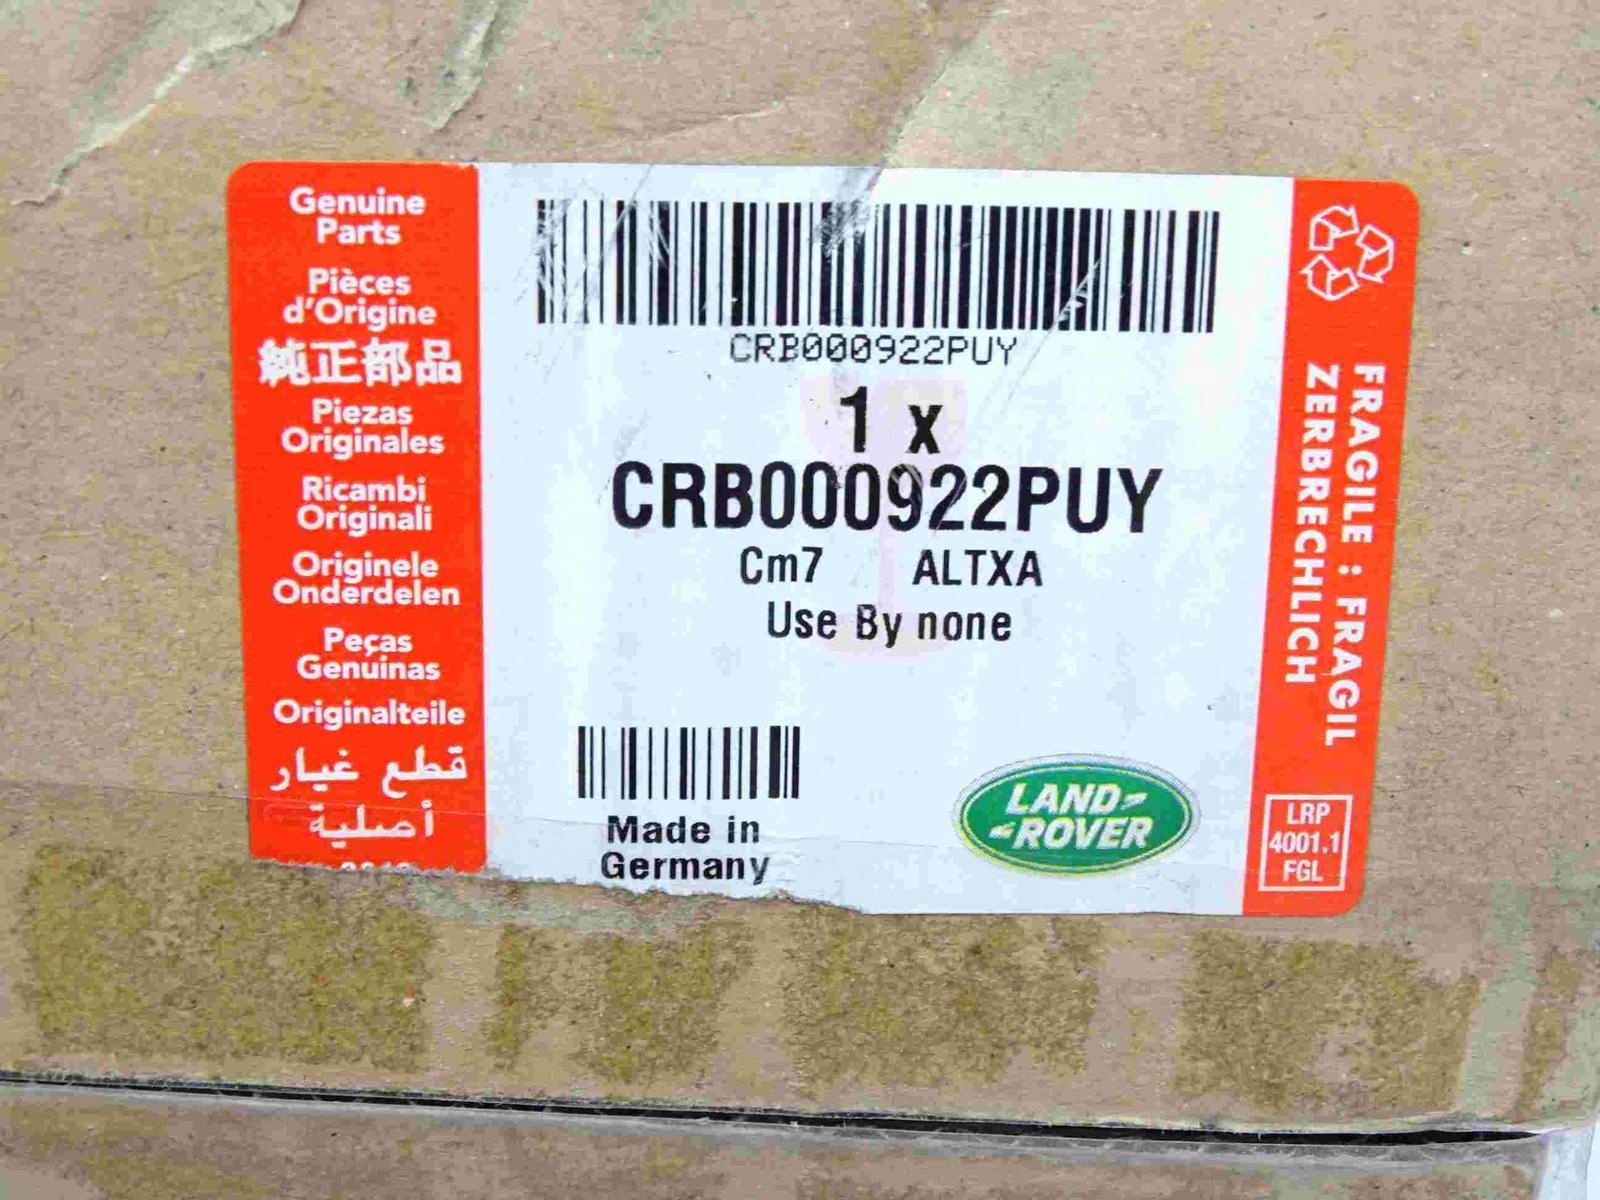 Genuine
Parts
Pièces
d'Origine
純正部品
Piezas
Originales
Ricambi
Originali
Originele
Onderdelen
Peças
Genuinas
Originalteile
قطع غيار
أصلية
CRB000922PUY
1 x
CRB000922PUY
Cm7 ALTXA
Use By none
Made in
Germany
LAND-
-ROVER
FRAGILE : FRAGIL
ZERBRECHLICH
LRP
4001.1
FGL